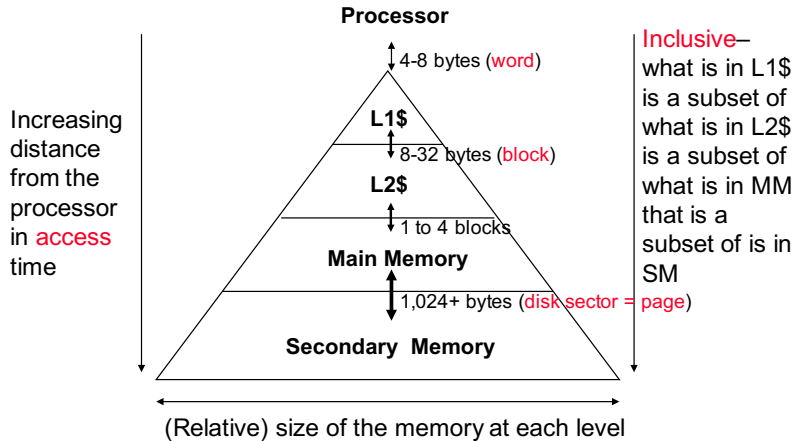 Processor
4-8 bytes (word)
L1$
8-32 bytes (block)
L2$
1 to 4 blocks
Main Memory
1,024+ bytes (disk sector = page)
Secondary Memory
Increasing
distance
from the
processor
in access
time
Inclusive–
what is in L1$
is a subset of
what is in L2$
is a subset of
what is in MM
that is a
subset of is in
SM
(Relative) size of the memory at each level